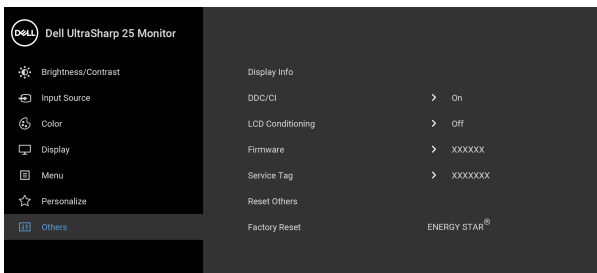 DELL Dell UltraSharp 25 Monitor
Brightness/Contrast
Input Source
Color
Display
Menu
Personalize
Others
Display Info
DDC/CI > On
LCD Conditioning > Off
Firmware > XXXXXX
Service Tag > XXXXXXX
Reset Others
Factory Reset ENERGY STAR®